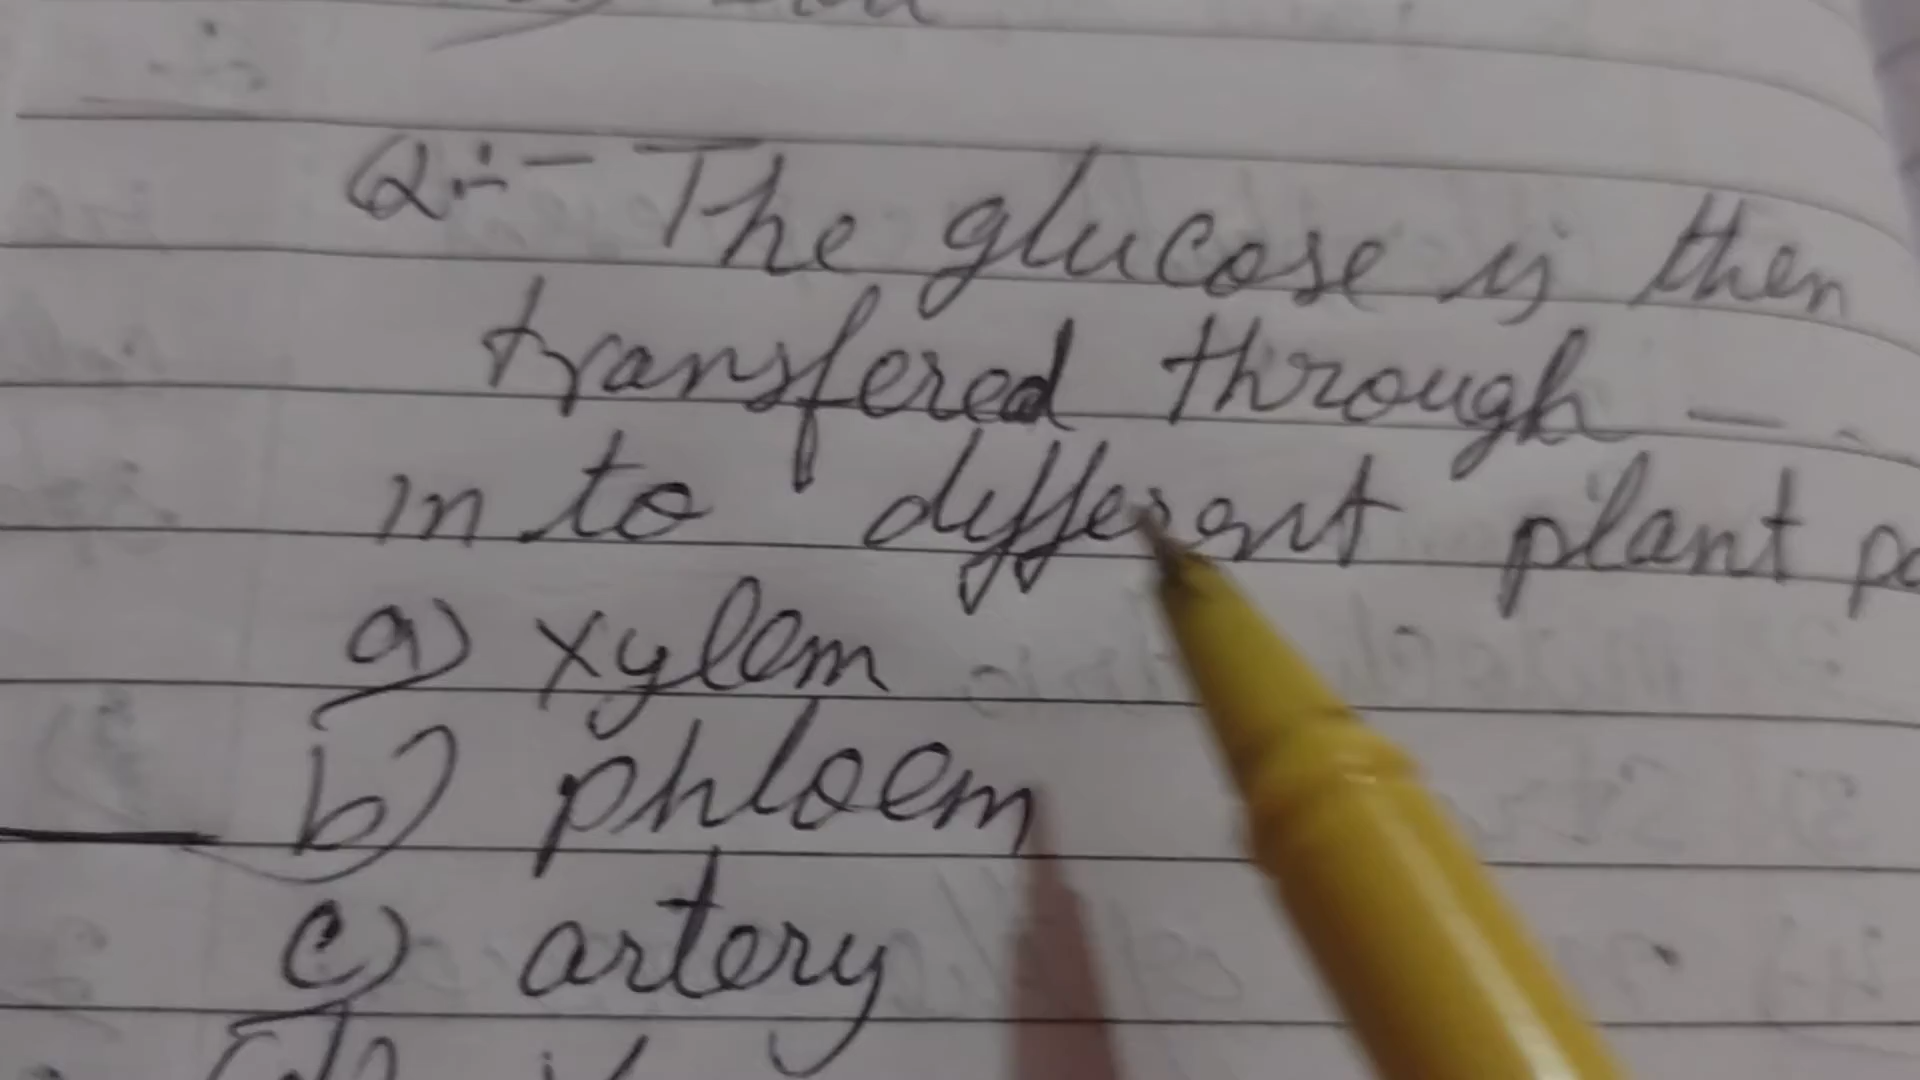 Q:- The glucose is then
transfered through -
in to different plant
a) xylem
b) phloem
c) artery